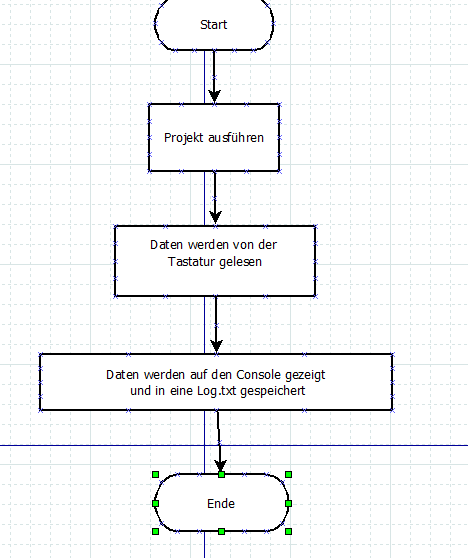 Start
Projekt ausführen
Daten werden von der
Tastatur gelesen
Daten werden auf den Console gezeigt
und in eine Log.txt gespeichert
Ende